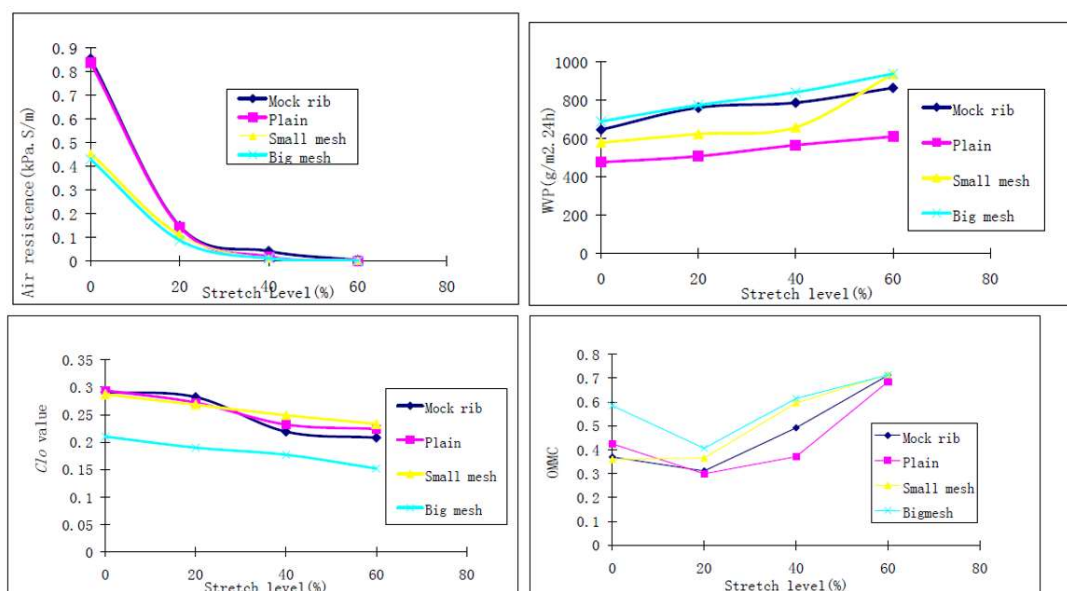 0.9
0.8
0.7
0.6
0.5
0.4
0.3
0.2
0.1
0
Air resistence(kPa. S/m)
Mock rib
Plain
Small mesh
Big mesh
0 20 40 60 80
Stretch Level(%)
1000
800
600
400
200
0
WVP(g/m2. 24h)
Mock rib
Plain
Small mesh
Big mesh
0 20 40 60 80
Stretch level(%)
0.35
0.3
0.25
0.2
0.15
0.1
0.05
0
Clo value
Mock rib
Plain
Small mesh
Big mesh
0 20 40 60 80
Stretch level(%)
0.8
0.7
0.6
0.5
0.4
0.3
0.2
0.1
0
OMMC
Mock rib
Plain
Small mesh
Bigmesh
0 20 40 60 80
Stretch level(%)